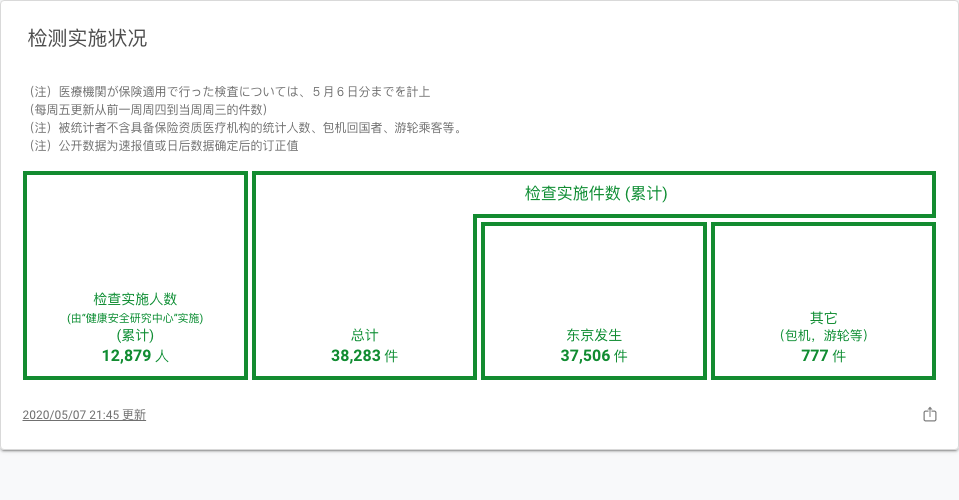 检测实施状况
（注）医療機関が保険適用で行った検査については、５月６日分までを計上
（每周五更新从前一周周四到当周周三的件数）
（注）被统计者不含具备保险资质医疗机构的统计人数、包机回国者、游轮乘客等。
（注）公开数据为速报值或日后数据确定后的订正值
检查实施件数 (累计)
检查实施人数
(由“健康安全研究中心”实施)
(累计)
12,879 人
总计
38,283 件
东京发生
37,506 件
其它
（包机，游轮等）
777 件
2020/05/07 21:45 更新